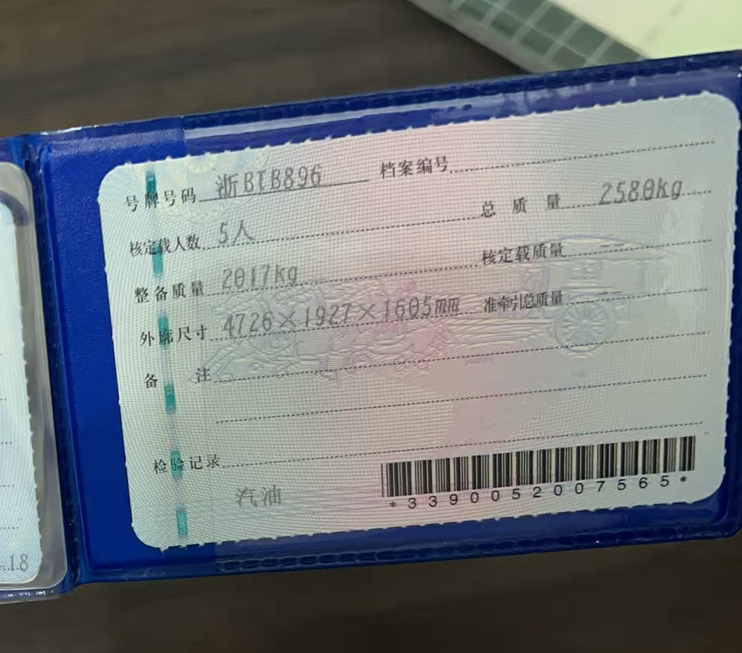 号牌号码 浙BTB896 档案编号
核定载人数 5人 总质量 2580kg
整备质量 2017kg 核定载质量 --
外廓尺寸 4726×1927×1605mm 准牵引总质量 --
备注
检验记录
汽油
*3390052007565*